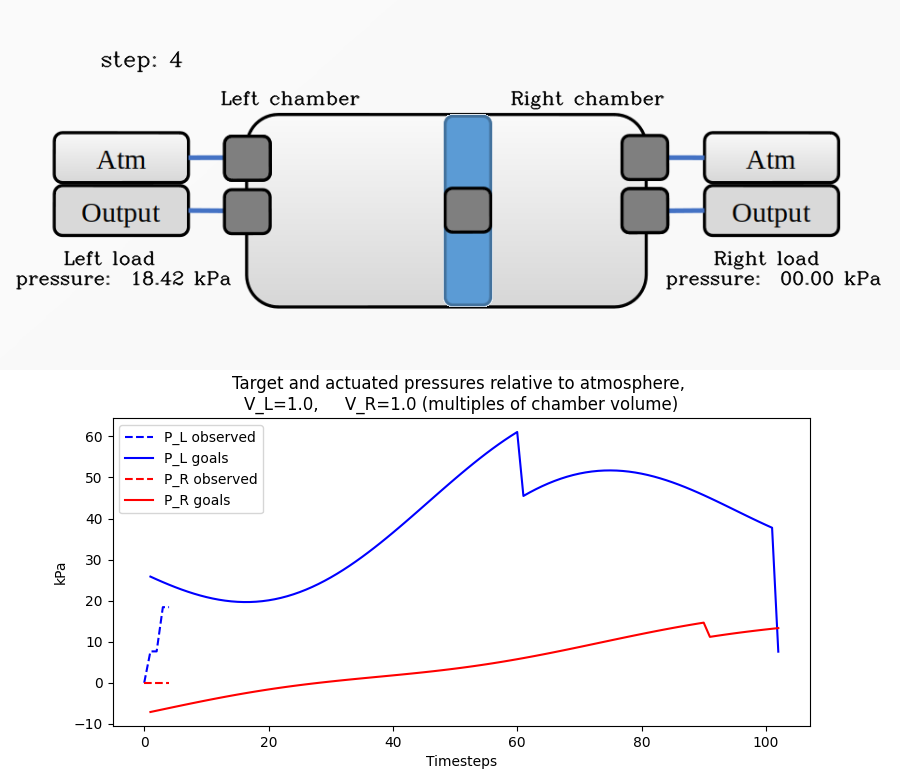 step: 4
Left chamber
Right chamber
Atm
Atm
Output
Output
Left load
pressure: 18.42 kPa
Right load
pressure: 00.00 kPa
Target and actuated pressures relative to atmosphere,
V_L=1.0, V_R=1.0 (multiples of chamber volume)
P_L observed
P_L goals
P_R observed
P_R goals
60
50
40
30
20
10
0
−10
kPa
0 20 40 60 80 100
Timesteps